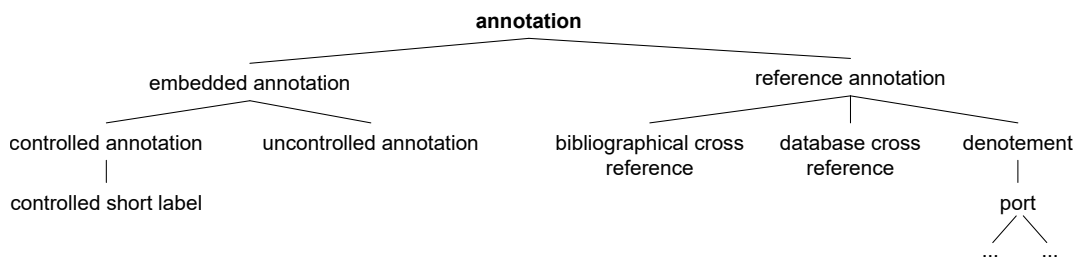 annotation
embedded annotation
reference annotation
controlled annotation
uncontrolled annotation
bibliographical cross
reference
database cross
reference
denotement
controlled short label
port
... ...